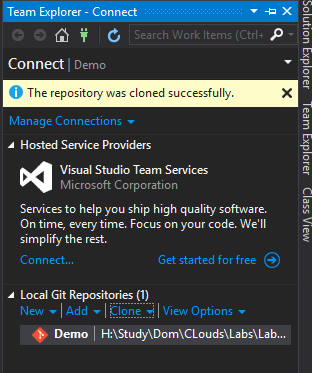 Team Explorer - Connect
Search Work Items (Ctrl+
Connect | Demo
The repository was cloned successfully.
Manage Connections
Hosted Service Providers
Visual Studio Team Services
Microsoft Corporation
Services to help you ship high quality software.
On time, every time. Focus on your code. We'll
simplify the rest.
Connect... Get started for free
Local Git Repositories (1)
New | Add | Clone | View Options
Demo | H:\Study\Dom\CLouds\Labs\Lab...
Solution Explorer
Team Explorer
Class View